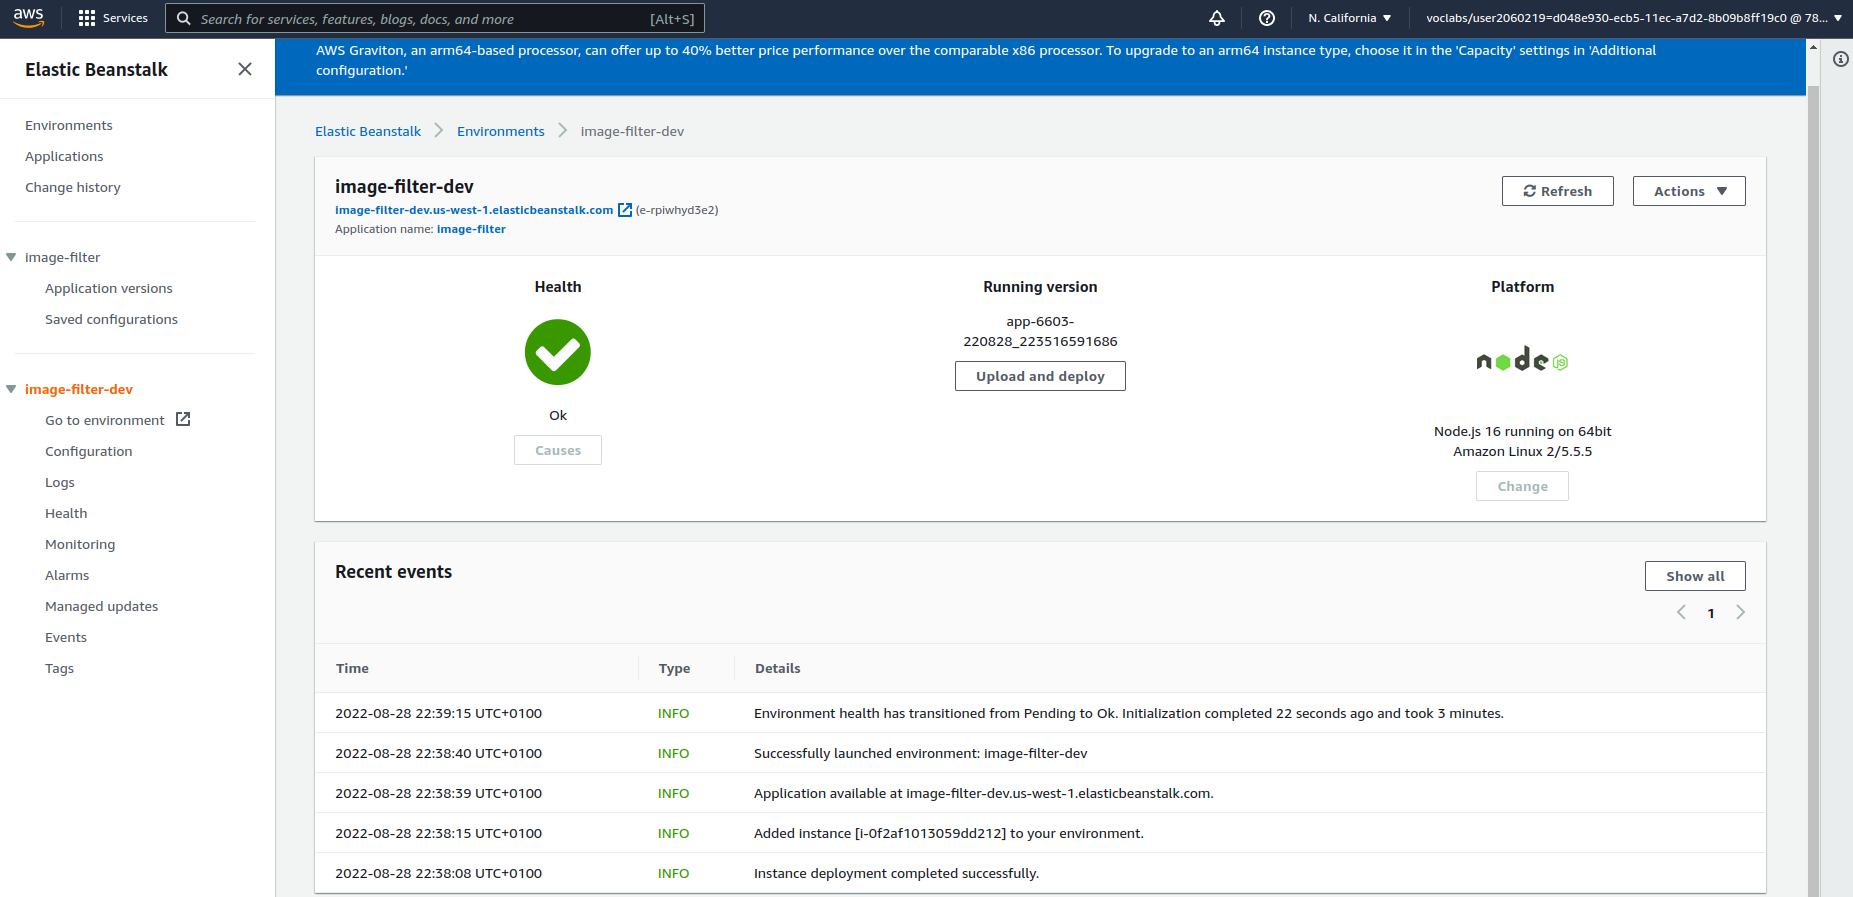 aws
Services
Search for services, features, blogs, docs, and more
[Alt+S]
N. California
voclabs/user2060219=d048e930-ecb5-11ec-a7d2-8b09b8ff19c0 @ 78...
Elastic Beanstalk
Environments
Applications
Change history
image-filter
Application versions
Saved configurations
image-filter-dev
Go to environment
Configuration
Logs
Health
Monitoring
Alarms
Managed updates
Events
Tags
AWS Graviton, an arm64-based processor, can offer up to 40% better price performance over the comparable x86 processor. To upgrade to an arm64 instance type, choose it in the 'Capacity' settings in 'Additional
configuration.'
Elastic Beanstalk
Environments
image-filter-dev
image-filter-dev
image-filter-dev.us-west-1.elasticbeanstalk.com (e-rpiwhyd3e2)
Application name: image-filter
Refresh
Actions
Health
Ok
Causes
Running version
app-6603-
220828_223516591686
Upload and deploy
Platform
node JS
Node.js 16 running on 64bit
Amazon Linux 2/5.5.5
Change
Recent events
Show all
1
Time Type Details
2022-08-28 22:39:15 UTC+0100 INFO Environment health has transitioned from Pending to Ok. Initialization completed 22 seconds ago and took 3 minutes.
2022-08-28 22:38:40 UTC+0100 INFO Successfully launched environment: image-filter-dev
2022-08-28 22:38:39 UTC+0100 INFO Application available at image-filter-dev.us-west-1.elasticbeanstalk.com.
2022-08-28 22:38:15 UTC+0100 INFO Added instance [i-0f2af1013059dd212] to your environment.
2022-08-28 22:38:08 UTC+0100 INFO Instance deployment completed successfully.